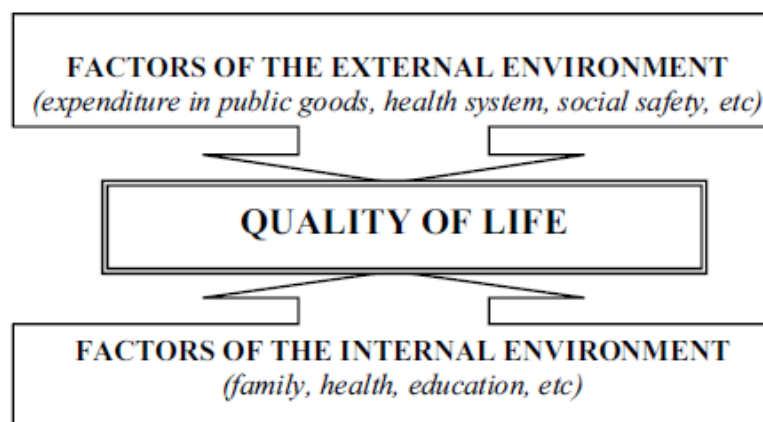 FACTORS OF THE EXTERNAL ENVIRONMENT
(expenditure in public goods, health system, social safety, etc)
QUALITY OF LIFE
FACTORS OF THE INTERNAL ENVIRONMENT
(family, health, education, etc)